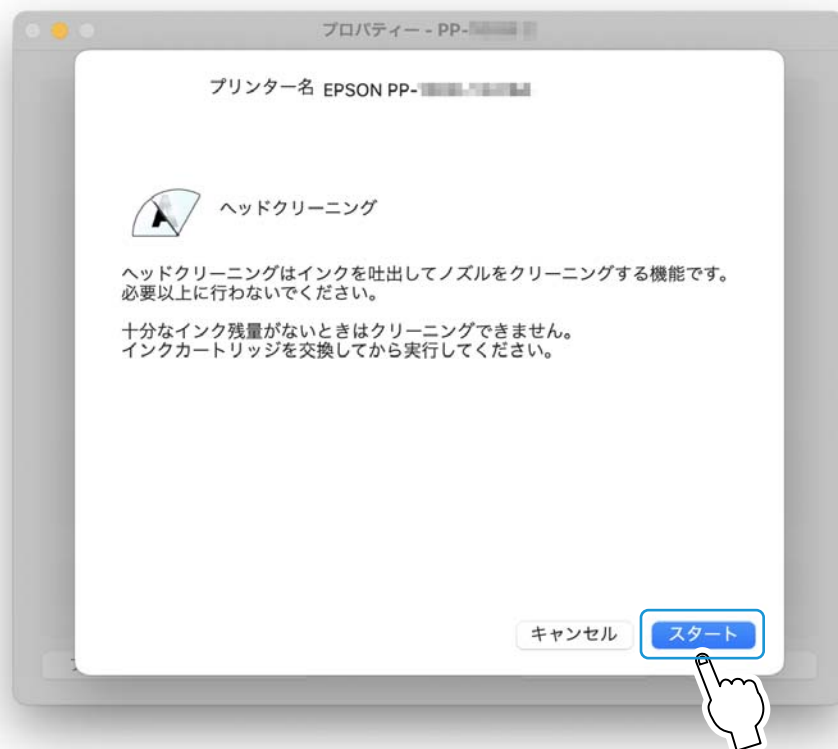 プロパティー - PP-
プリンター名 EPSON PP-
ヘッドクリーニング
ヘッドクリーニングはインクを吐出してノズルをクリーニングする機能です。
必要以上に行わないでください。
十分なインク残量がないときはクリーニングできません。
インクカートリッジを交換してから実行してください。
キャンセル スタート